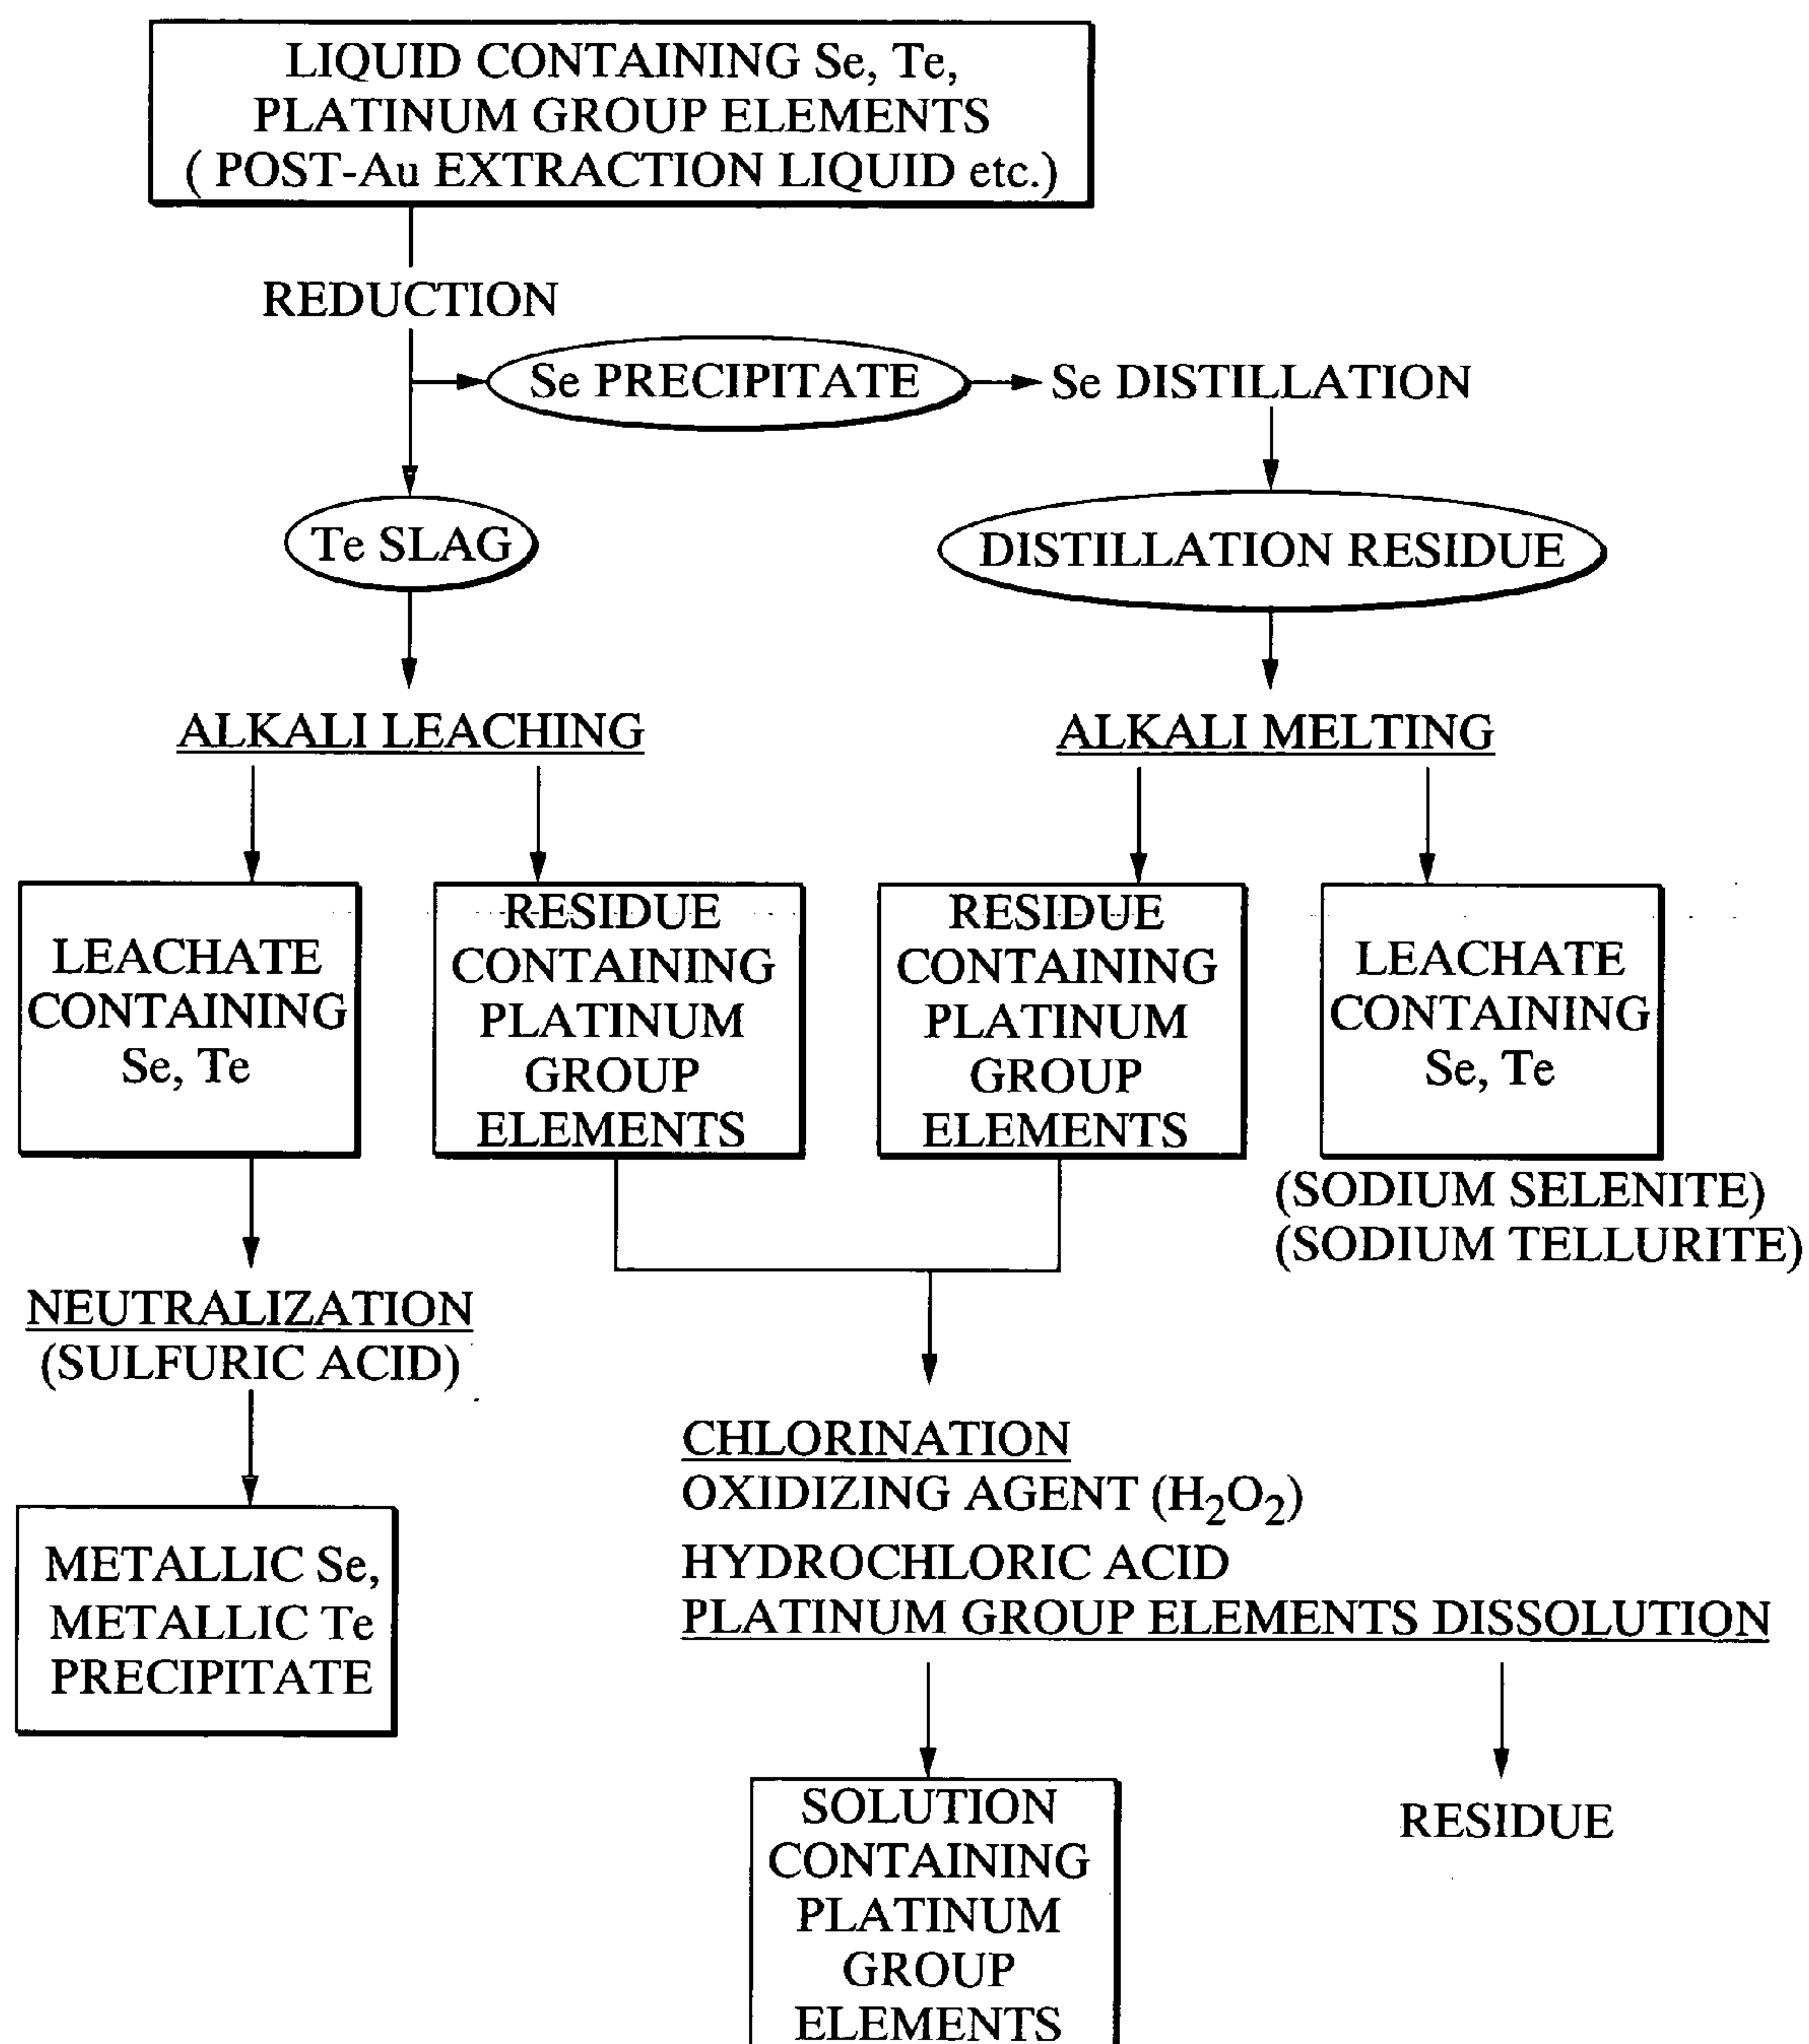 LIQUID CONTAINING Se, Te,
PLATINUM GROUP ELEMENTS
( POST-Au EXTRACTION LIQUID etc.)
REDUCTION
Se PRECIPITATE
Se DISTILLATION
Te SLAG
DISTILLATION RESIDUE
ALKALI LEACHING
ALKALI MELTING
LEACHATE
CONTAINING
Se, Te
RESIDUE
CONTAINING
PLATINUM
GROUP
ELEMENTS
RESIDUE
CONTAINING
PLATINUM
GROUP
ELEMENTS
LEACHATE
CONTAINING
Se, Te
(SODIUM SELENITE)
(SODIUM TELLURITE)
NEUTRALIZATION
(SULFURIC ACID)
METALLIC Se,
METALLIC Te
PRECIPITATE
CHLORINATION
OXIDIZING AGENT (H₂O₂)
HYDROCHLORIC ACID
PLATINUM GROUP ELEMENTS DISSOLUTION
SOLUTION
CONTAINING
PLATINUM
GROUP
ELEMENTS
RESIDUE